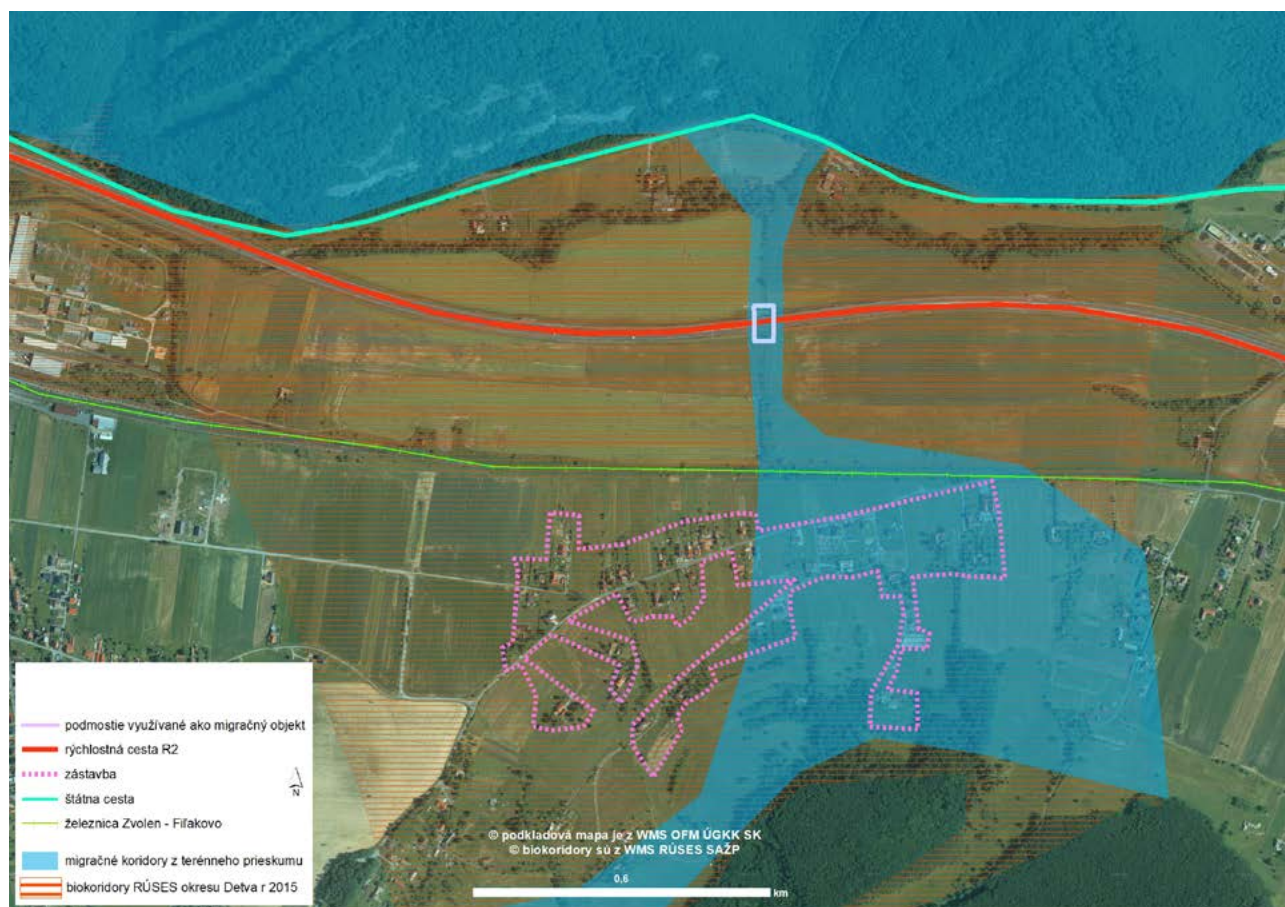 podmostie využívané ako migračný objekt
rýchlostná cesta R2
zástavba
štátna cesta
železnica Zvolen - Fiľakovo
migračné koridory z terénneho prieskumu
biokoridory RÚSES okresu Detva r 2015
N
© podkladová mapa je z WMS OFM ÚGKK SK
© biokoridory sú z WMS RÚSES SAŽP
0,6
km